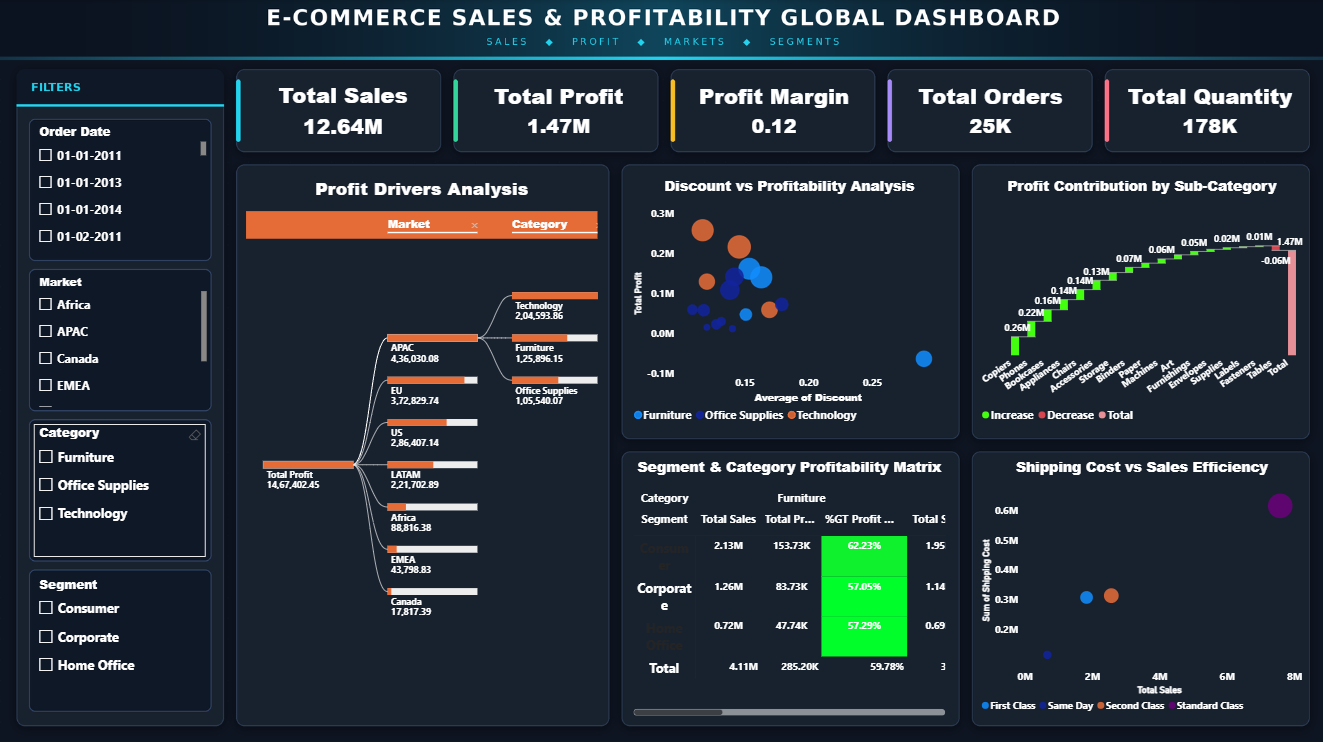 E-COMMERCE SALES & PROFITABILITY GLOBAL DASHBOARD
SALES ◆ PROFIT ◆ MARKETS ◆ SEGMENTS
FILTERS
Order Date
01-01-2011
01-01-2013
01-01-2014
01-02-2011
Market
Africa
APAC
Canada
EMEA
Category
Furniture
Office Supplies
Technology
Segment
Consumer
Corporate
Home Office
Total Sales
12.64M
Total Profit
1.47M
Profit Margin
0.12
Total Orders
25K
Total Quantity
178K
Profit Drivers Analysis
Market × Category
Total Profit
14,67,402.45
APAC
4,36,030.08
EU
3,72,829.74
US
2,86,407.14
LATAM
2,21,702.89
Africa
88,816.38
EMEA
43,798.83
Canada
17,817.39
Technology
2,04,593.86
Furniture
1,25,896.15
Office Supplies
1,05,540.07
Discount vs Profitability Analysis
Total Profit
0.3M
0.2M
0.1M
0.0M
-0.1M
0.15 0.20 0.25
Average of Discount
Furniture Office Supplies Technology
Profit Contribution by Sub-Category
0.26M
0.22M
0.16M
0.14M
0.14M
0.13M
0.07M
0.06M
0.05M
0.02M
0.01M
-0.06M
1.47M
Copiers
Phones
Bookcases
Appliances
Chairs
Accessories
Storage
Binders
Paper
Machines
Art
Furnishings
Envelopes
Supplies
Labels
Fasteners
Tables
Total
Increase Decrease Total
Segment & Category Profitability Matrix
Category Furniture
Segment Total Sales Total Pr... %GT Profit ... Total S
Consumer 2.13M 153.73K 62.23% 1.95
Corporat
e 1.26M 83.73K 57.05% 1.14
Home
Office 0.72M 47.74K 57.29% 0.69
Total 4.11M 285.20K 59.78% 3
Shipping Cost vs Sales Efficiency
Sum of Shipping Cost
0.6M
0.5M
0.4M
0.3M
0.2M
0M 2M 4M 6M 8M
Total Sales
First Class Same Day Second Class Standard Class